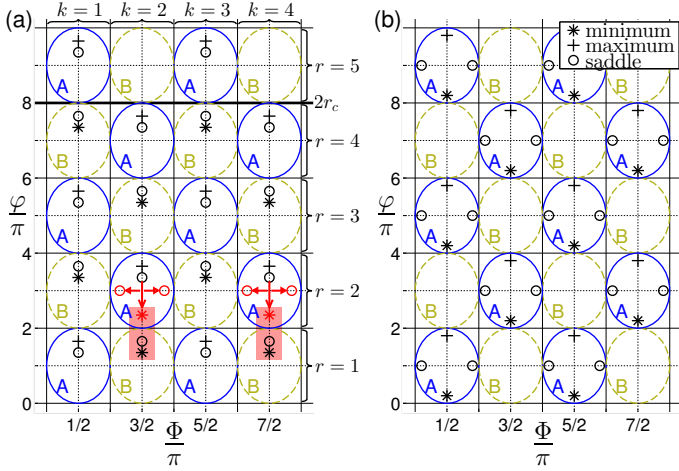 (a) k = 1 k = 2 k = 3 k = 4
(b)
minimum
maximum
saddle
A B A B
r = 5
2r_c
8
8
B A B A
r = 4
6
6
φ/π
φ/π
A B A B
r = 3
4
4
B A B A
r = 2
2
2
A B A B
r = 1
0
0
1/2 3/2 5/2 7/2
Φ/π
A B A B
B A B A
A B A B
B A B A
A B A B
1/2 3/2 5/2 7/2
Φ/π